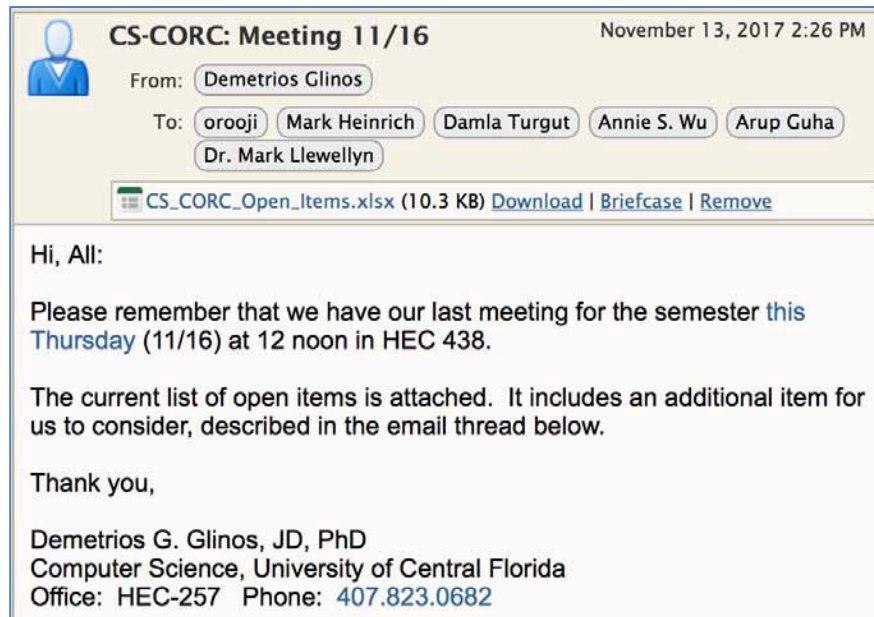 CS-CORC: Meeting 11/16
November 13, 2017 2:26 PM
From: Demetrios Glinos
To: orooji Mark Heinrich Damla Turgut Annie S. Wu Arup Guha
Dr. Mark Llewellyn
CS_CORC_Open_Items.xlsx (10.3 KB) Download | Briefcase | Remove
Hi, All:
Please remember that we have our last meeting for the semester this
Thursday (11/16) at 12 noon in HEC 438.
The current list of open items is attached.  It includes an additional item for
us to consider, described in the email thread below.
Thank you,
Demetrios G. Glinos, JD, PhD
Computer Science, University of Central Florida
Office:  HEC-257   Phone:  407.823.0682